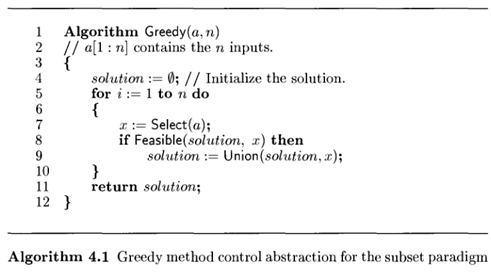 1 Algorithm Greedy(a, n)
2 // a[1 : n] contains the n inputs.
3 {
4 solution := ∅; // Initialize the solution.
5 for i := 1 to n do
6 {
7 x := Select(a);
8 if Feasible(solution, x) then
9 solution := Union(solution, x);
10 }
11 return solution;
12 }
Algorithm 4.1 Greedy method control abstraction for the subset paradigm